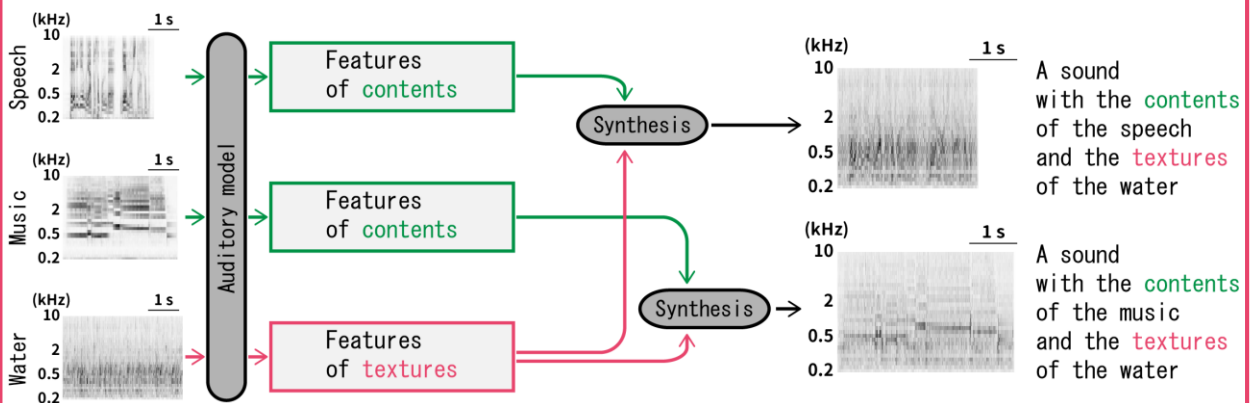 (kHz)
1 s
10
2
0.5
0.2
Speech
(kHz)
1 s
10
2
0.5
0.2
Music
(kHz)
1 s
10
2
0.5
0.2
Water
Auditory model
Features
of contents
Features
of contents
Features
of textures
Synthesis
Synthesis
(kHz)
1 s
10
2
0.5
0.2
A sound
with the contents
of the speech
and the textures
of the water
(kHz)
1 s
10
2
0.5
0.2
A sound
with the contents
of the music
and the textures
of the water